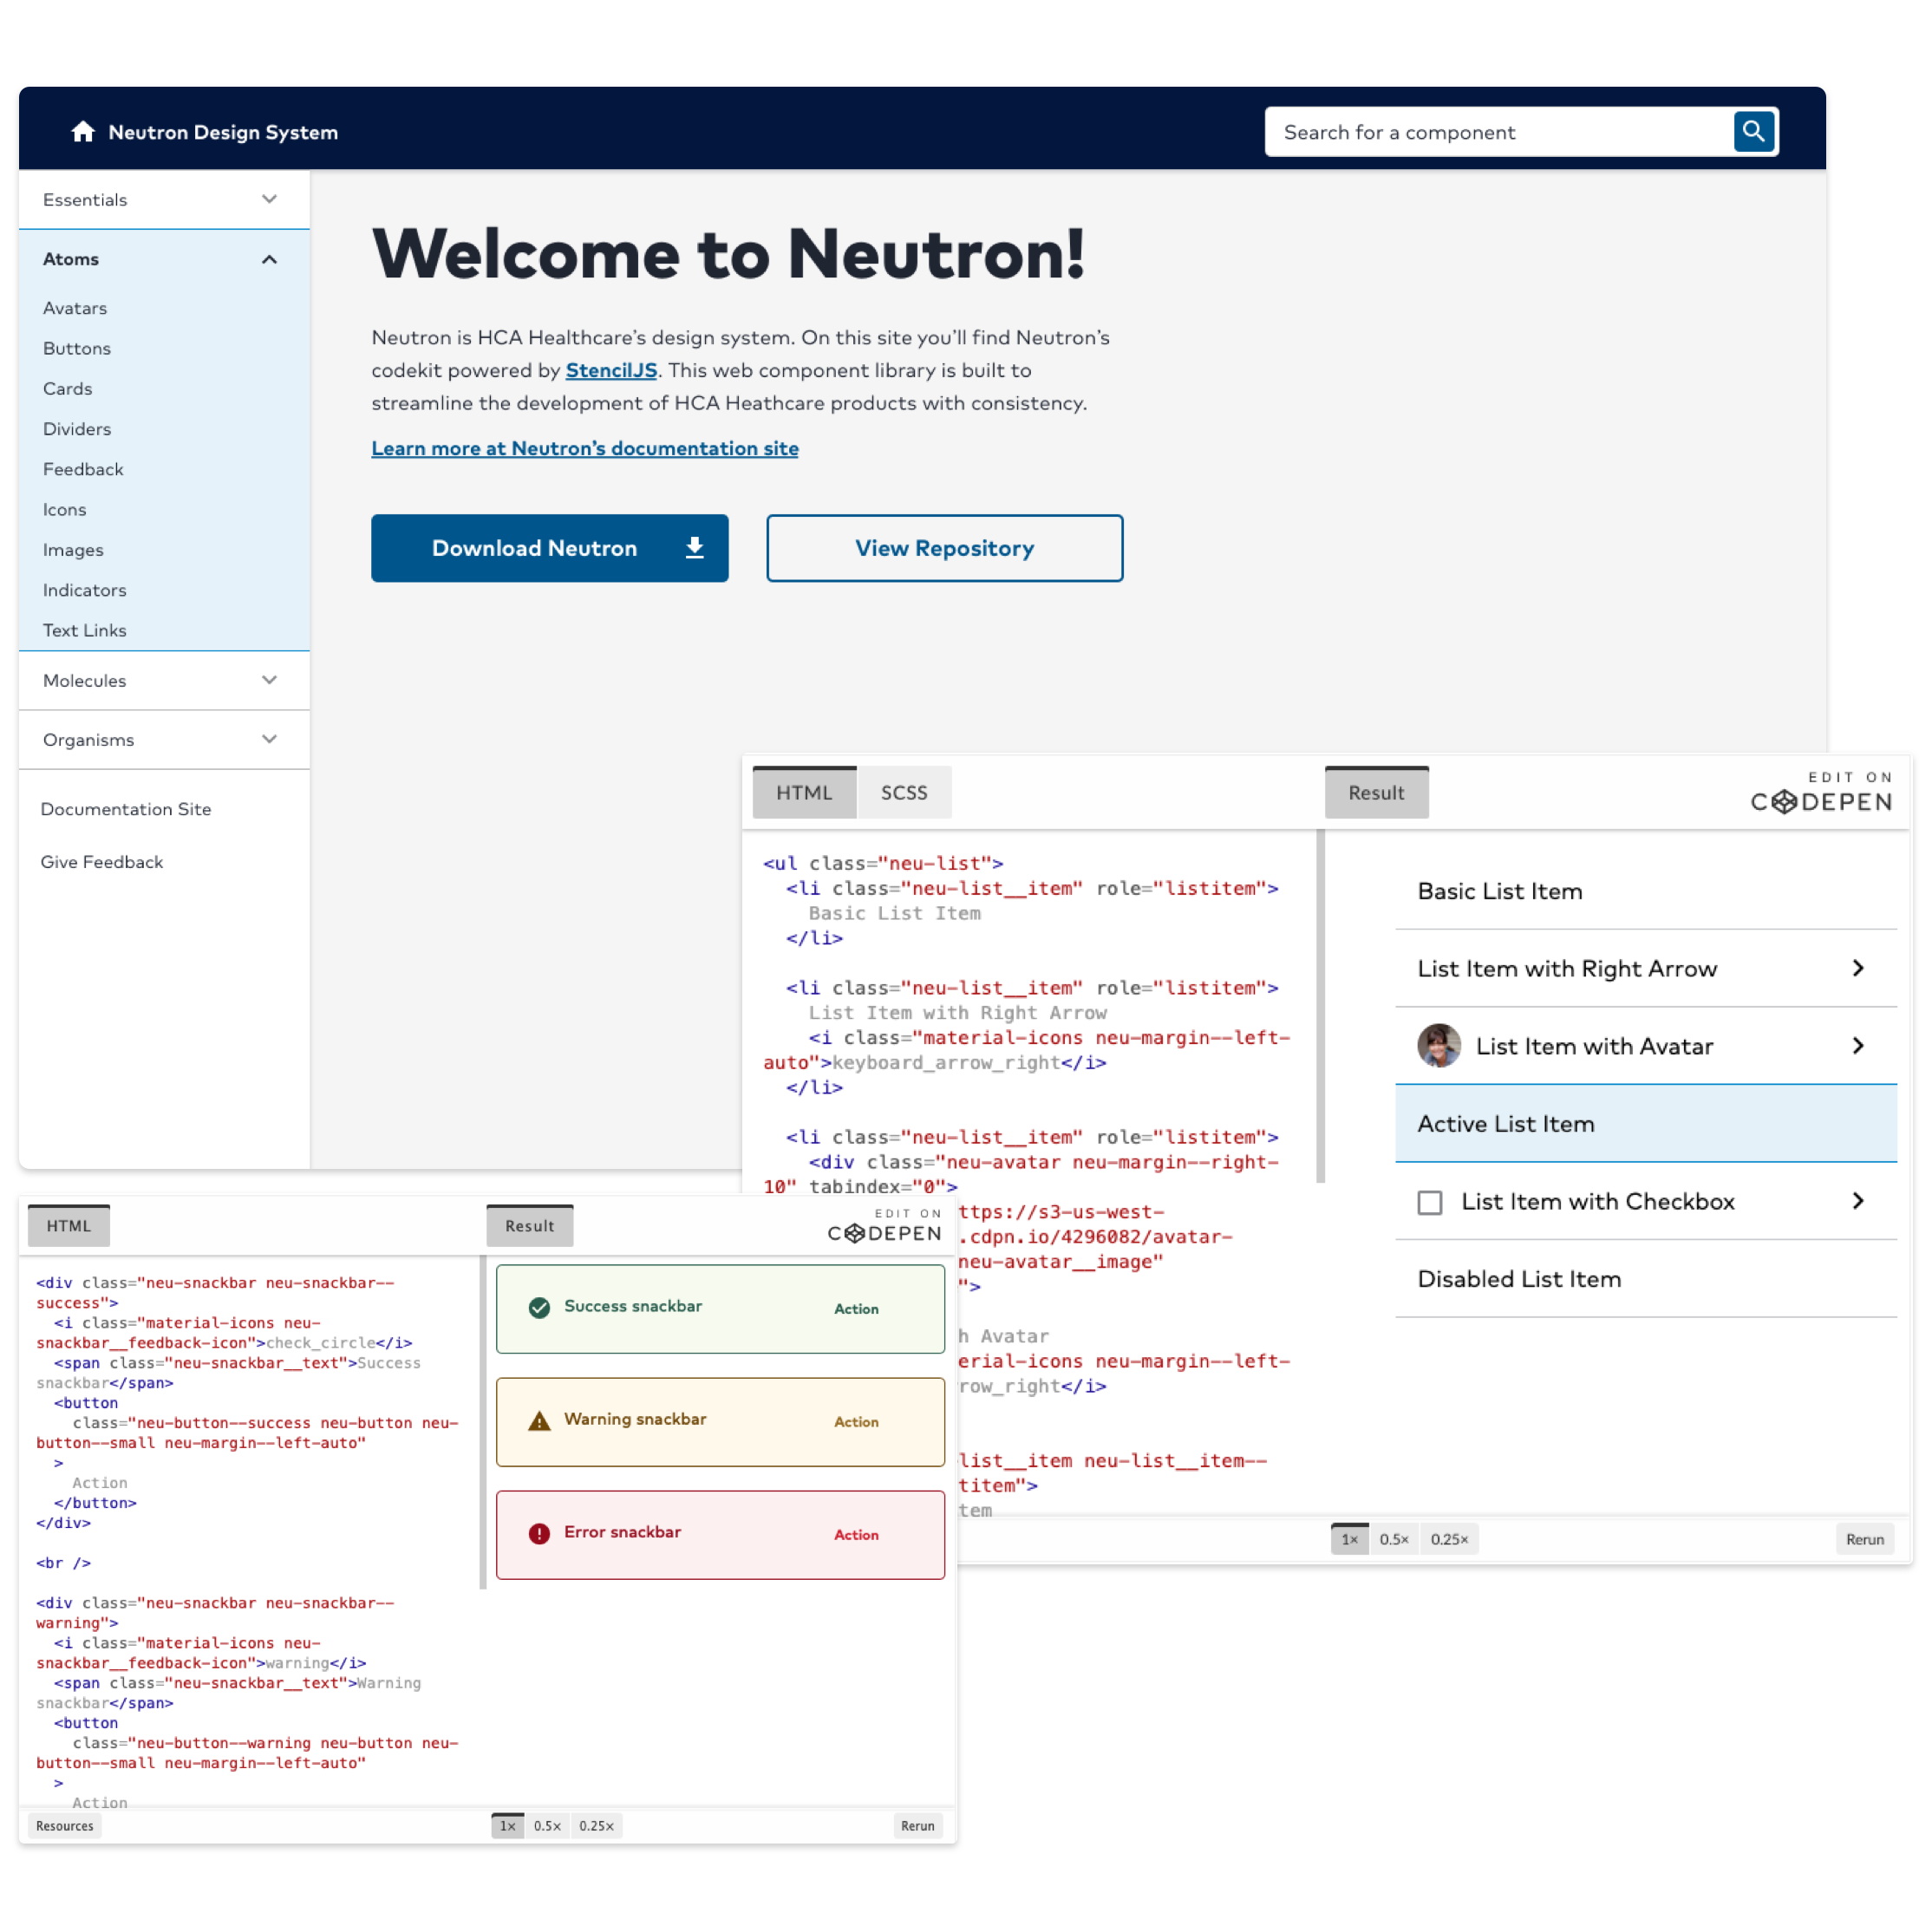 Neutron Design System
Search for a component
Essentials
Atoms
Avatars
Buttons
Cards
Dividers
Feedback
Icons
Images
Indicators
Text Links
Molecules
Organisms
Documentation Site
Give Feedback
Welcome to Neutron!
Neutron is HCA Healthcare’s design system. On this site you’ll find Neutron’s
codekit powered by StencilJS. This web component library is built to
streamline the development of HCA Heathcare products with consistency.
Learn more at Neutron’s documentation site
Download Neutron
View Repository
HTML
SCSS
Result
EDIT ON
CODEPEN
<ul class="neu-list">
<li class="neu-list__item" role="listitem">
Basic List Item
</li>
<li class="neu-list__item" role="listitem">
List Item with Right Arrow
<i class="material-icons neu-margin--left-
auto">keyboard_arrow_right</i>
</li>
<li class="neu-list__item" role="listitem">
<div class="neu-avatar neu-margin--right-
10" tabindex="0">
ttps://s3-us-west-
.cdpn.io/4296082/avatar-
neu-avatar__image"
">
h Avatar
erial-icons neu-margin--left-
row_right</i>
list__item neu-list__item--
titem">
tem
Basic List Item
List Item with Right Arrow
List Item with Avatar
Active List Item
List Item with Checkbox
Disabled List Item
1×
0.5×
0.25×
Rerun
HTML
Result
EDIT ON
CODEPEN
<div class="neu-snackbar neu-snackbar--
success">
<i class="material-icons neu-
snackbar__feedback-icon">check_circle</i>
<span class="neu-snackbar__text">Success
snackbar</span>
<button
class="neu-button--success neu-button neu-
button--small neu-margin--left-auto"
>
Action
</button>
</div>
<br />
<div class="neu-snackbar neu-snackbar--
warning">
<i class="material-icons neu-
snackbar__feedback-icon">warning</i>
<span class="neu-snackbar__text">Warning
snackbar</span>
<button
class="neu-button--warning neu-button neu-
button--small neu-margin--left-auto"
>
Action
Success snackbar
Action
Warning snackbar
Action
Error snackbar
Action
Resources
1×
0.5×
0.25×
Rerun